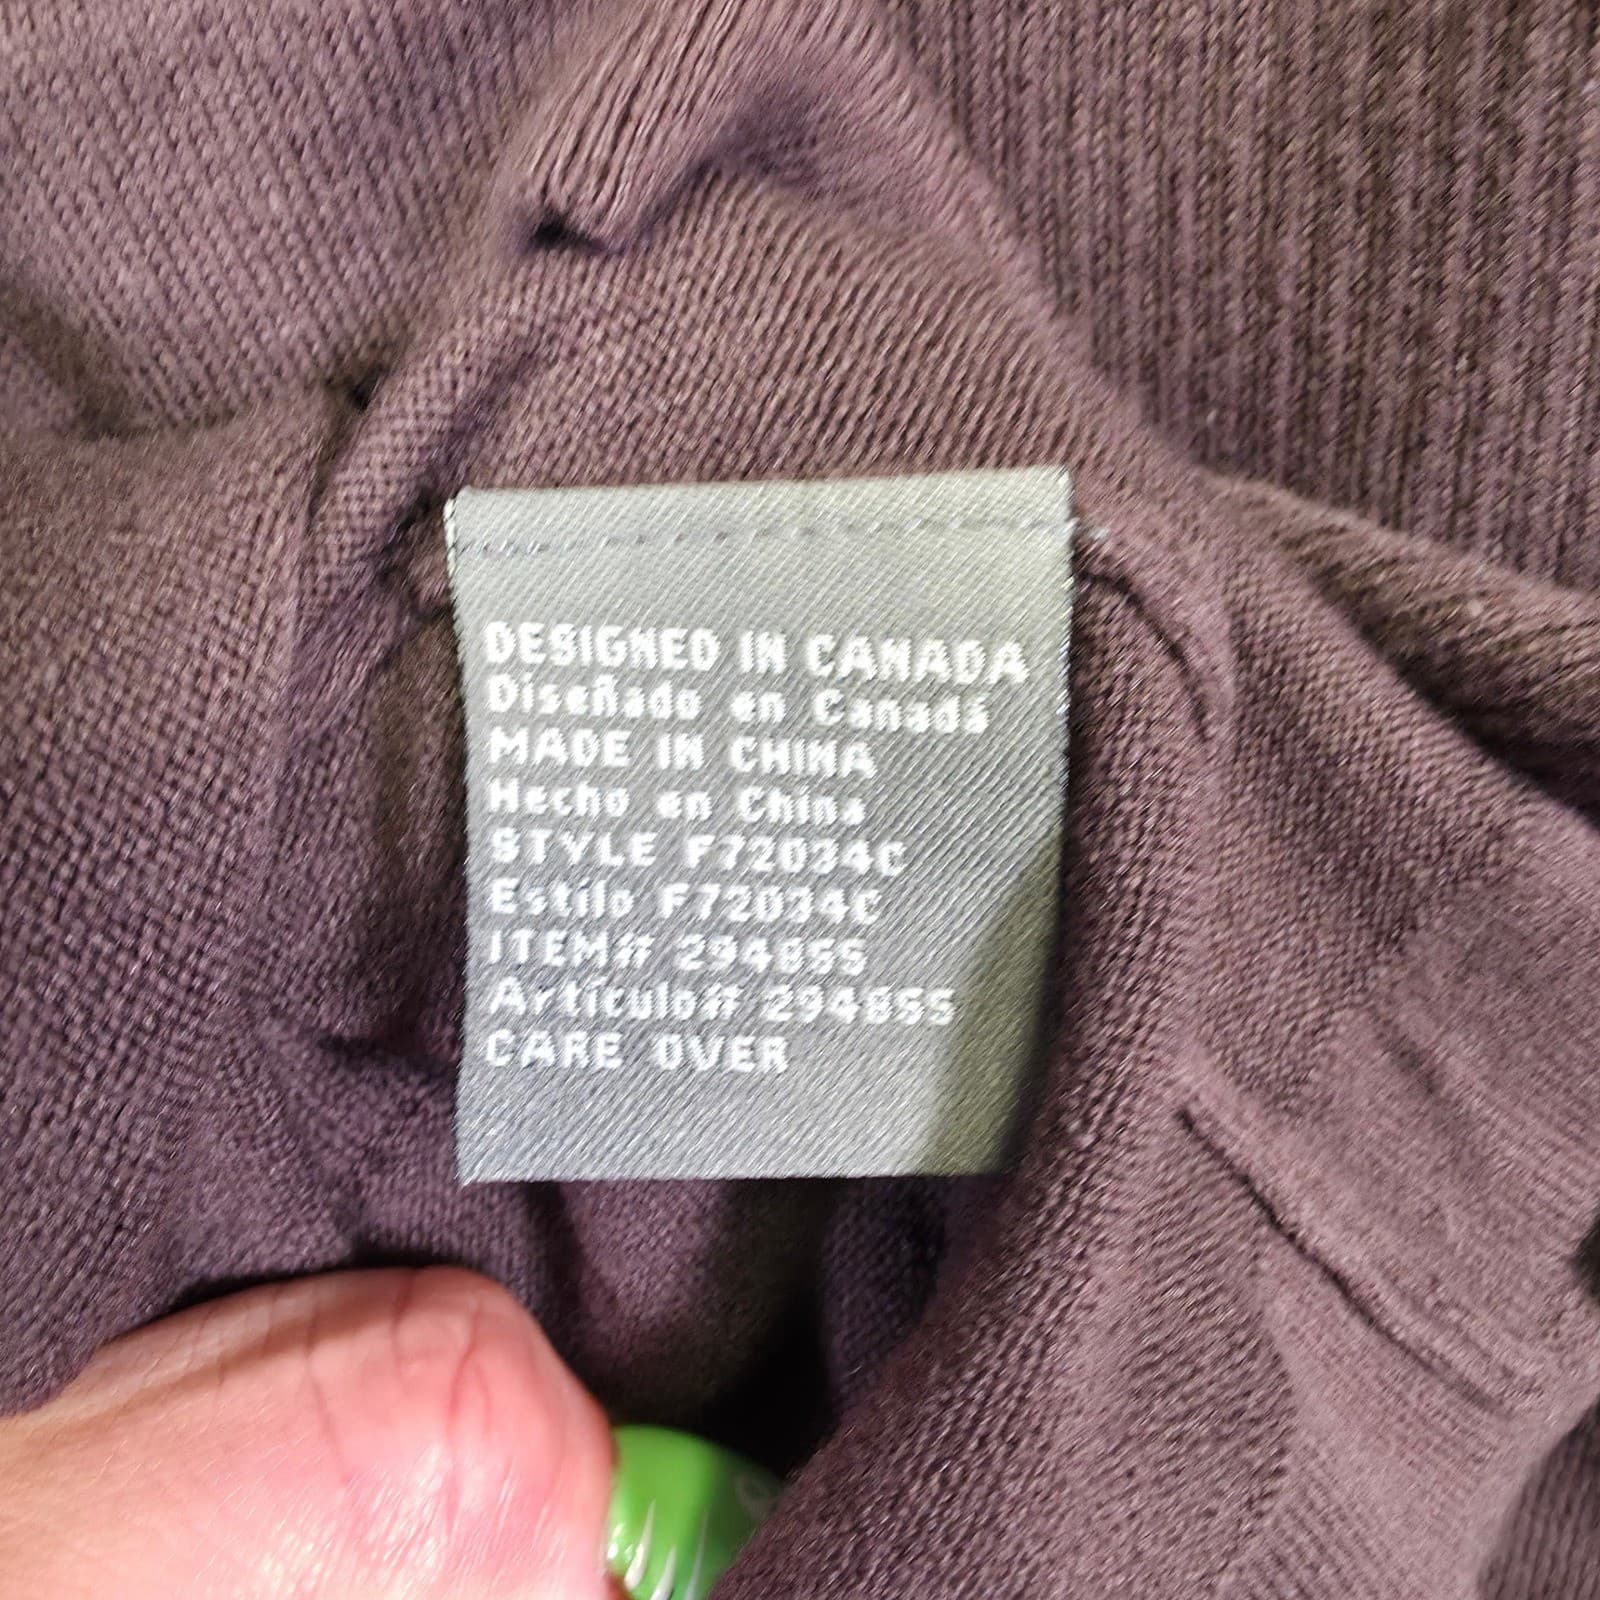 DESIGNED IN CANADA
Diseñado en Canadá
MADE IN CHINA
Hecho en China
STYLE F72034C
Estilo F72034C
ITEM# 294855
Artículo# 294855
CARE OVER